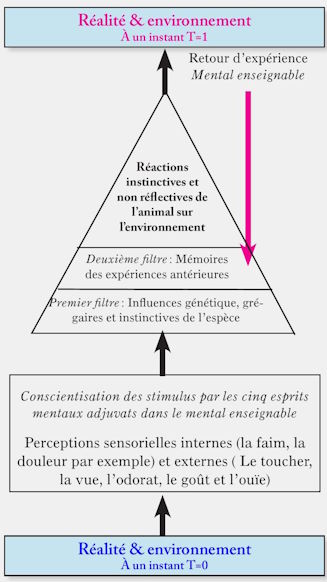 Réalité & environnement
À un instant T=1
Retour d'expérience
Mental enseignable
Réactions
instinctives et
non réflectives de
l'animal sur
l'environnement
Deuxième filtre : Mémoires
des expériences antérieures
Premier filtre : Influences génétique, gré-
gaires et instinctives de l'espèce
Conscientisation des stimulus par les cinq esprits
mentaux adjuvats dans le mental enseignable
Perceptions sensorielles internes (la faim, la
douleur par exemple) et externes ( Le toucher,
la vue, l'odorat, le goût et l'ouïe)
Réalité & environnement
À un instant T=0